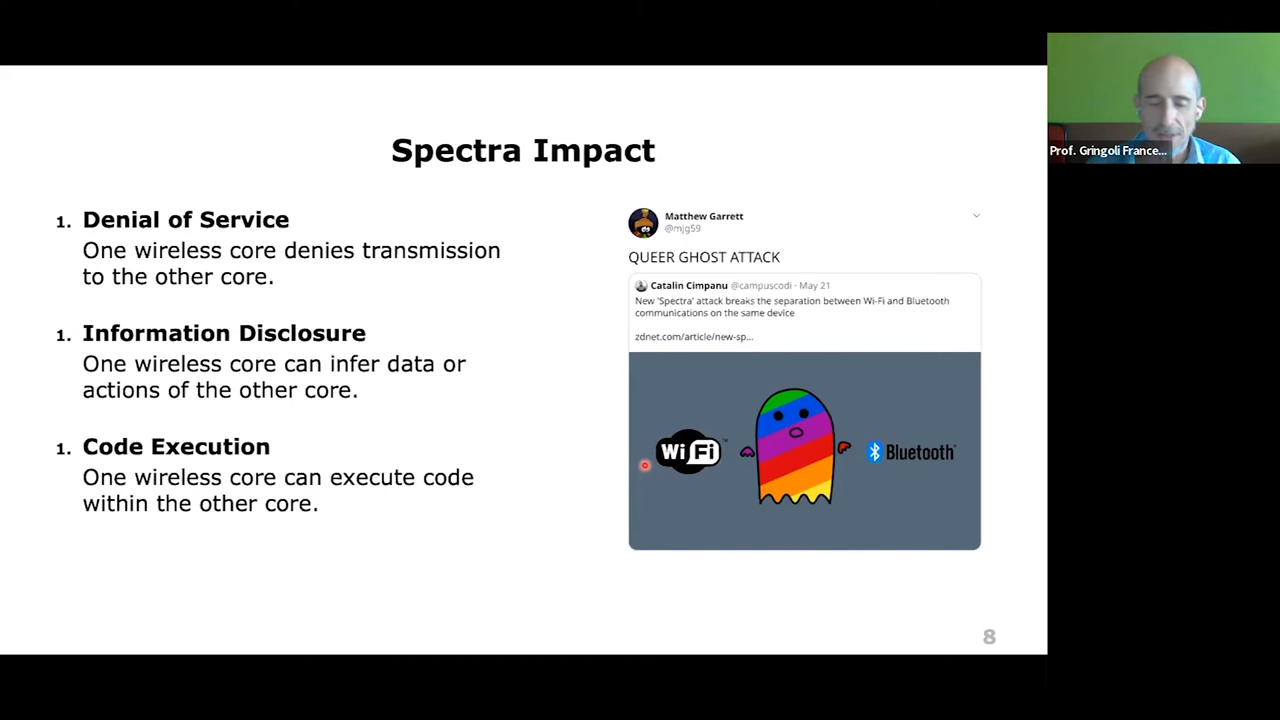 Spectra Impact
1. Denial of Service
One wireless core denies transmission
to the other core.
1. Information Disclosure
One wireless core can infer data or
actions of the other core.
1. Code Execution
One wireless core can execute code
within the other core.
Matthew Garrett
@mjg59
QUEER GHOST ATTACK
Catalin Cimpanu @campuscodi · May 21
New 'Spectra' attack breaks the separation between Wi-Fi and Bluetooth
communications on the same device
zdnet.com/article/new-sp...
Wi Fi
Bluetooth
8
Prof. Gringoli France...